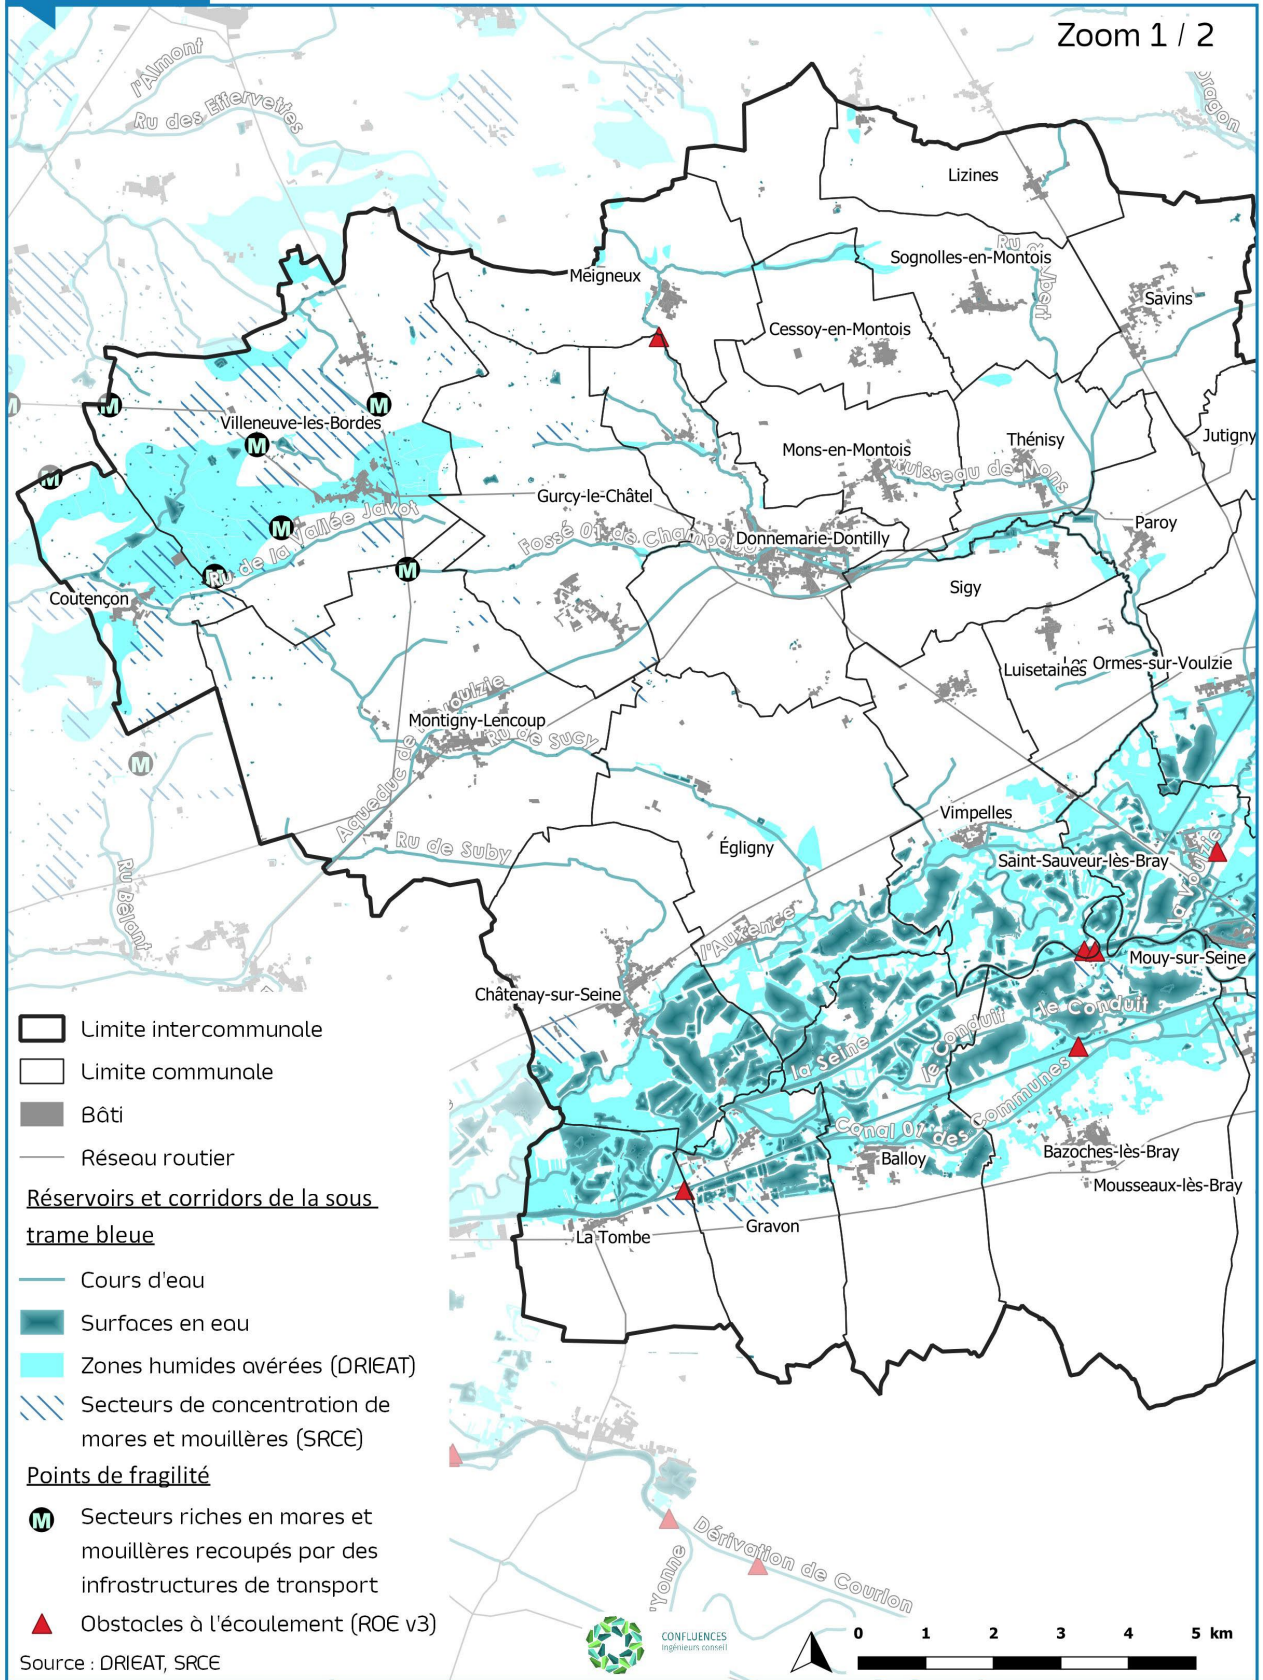 Zoom 1 / 2
l'Almont
Ru des Effervettes
Dragon
Lizines
Ru d'Ybert
Sognolles-en-Montois
Meigneux
Savins
Cessoy-en-Montois
M
M
M
Villeneuve-les-Bordes
M
Mons-en-Montois
Thénisy
Jutigny
Ruisseau de Mons
M
Gurcy-le-Châtel
Ru de la Vallée Javot
M
Fossé 01 de Champ
Donnemarie-Dontilly
Paroy
M
M
Coutençon
Sigy
Luisetaines
Les Ormes-sur-Voulzie
Aqueduc de la Voulzie
Montigny-Lencoup
Ru de Sucy
M
Vimpelles
Ru de Suby
Égligny
Saint-Sauveur-lès-Bray
la Voulzie
Ru Bélant
l'Auxence
Mouy-sur-Seine
Châtenay-sur-Seine
le Conduit
le Conduit
la Seine
Canal 01 des Communes
Balloy
Bazoches-lès-Bray
Mousseaux-lès-Bray
Gravon
La Tombe
Limite intercommunale
Limite communale
Bâti
Réseau routier
Réservoirs et corridors de la sous
trame bleue
Cours d'eau
Surfaces en eau
Zones humides avérées (DRIEAT)
Secteurs de concentration de
mares et mouillères (SRCE)
Points de fragilité
M
Secteurs riches en mares et
mouillères recoupés par des
infrastructures de transport
Obstacles à l'écoulement (ROE v3)
Source : DRIEAT, SRCE
Dérivation de Courlon
l'Yonne
CONFLUENCES
Ingénieurs conseil
0 1 2 3 4 5 km